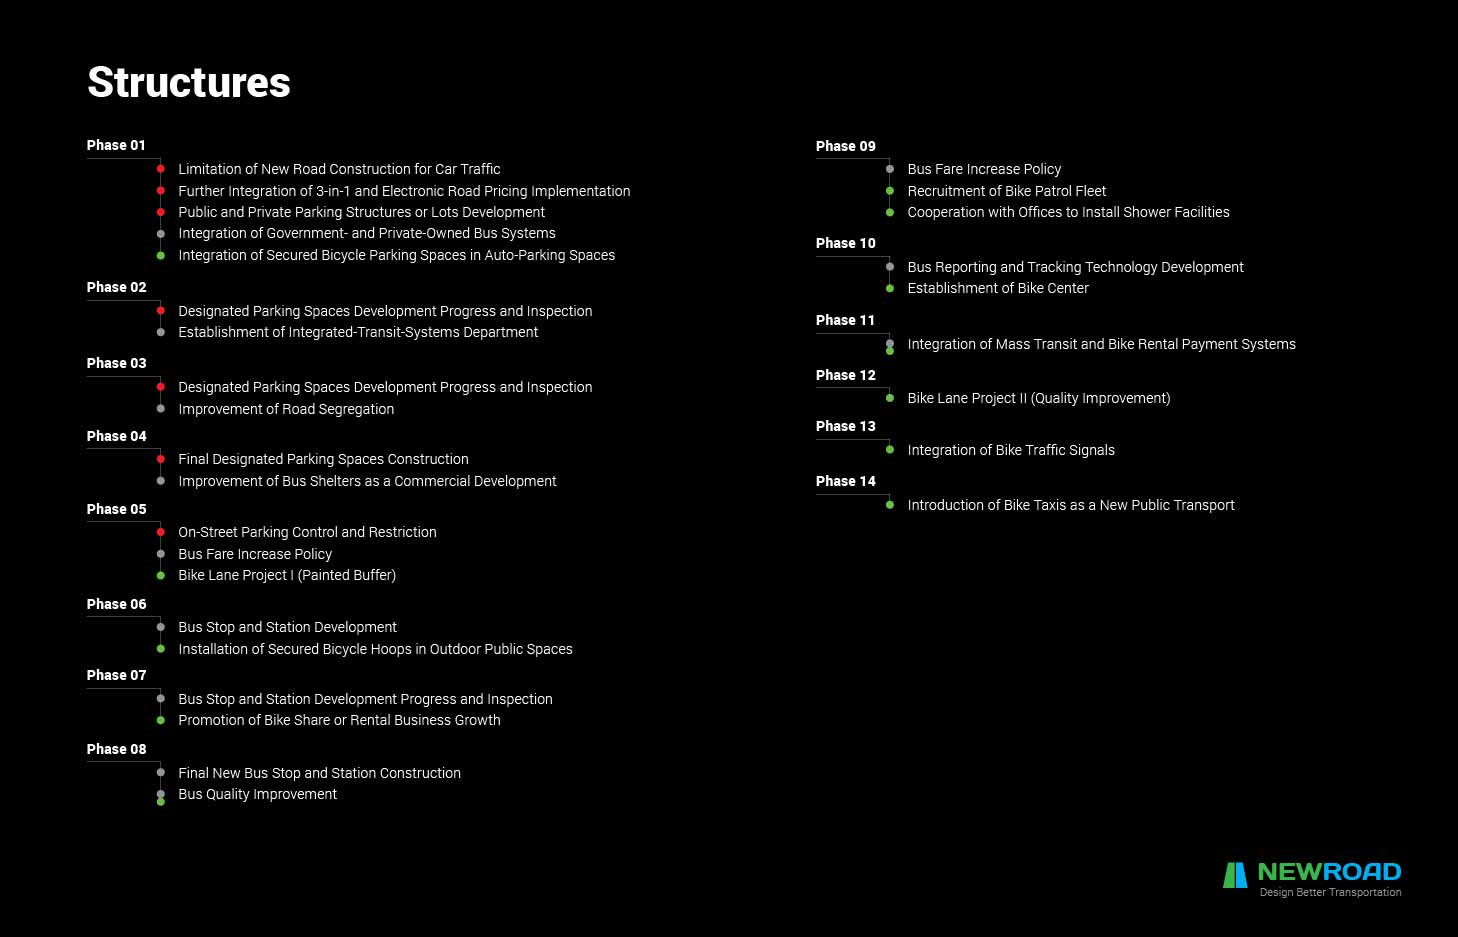 Structures
Phase 01
Limitation of New Road Construction for Car Traffic
Further Integration of 3-in-1 and Electronic Road Pricing Implementation
Public and Private Parking Structures or Lots Development
Integration of Government- and Private-Owned Bus Systems
Integration of Secured Bicycle Parking Spaces in Auto-Parking Spaces
Phase 02
Designated Parking Spaces Development Progress and Inspection
Establishment of Integrated-Transit-Systems Department
Phase 03
Designated Parking Spaces Development Progress and Inspection
Improvement of Road Segregation
Phase 04
Final Designated Parking Spaces Construction
Improvement of Bus Shelters as a Commercial Development
Phase 05
On-Street Parking Control and Restriction
Bus Fare Increase Policy
Bike Lane Project I (Painted Buffer)
Phase 06
Bus Stop and Station Development
Installation of Secured Bicycle Hoops in Outdoor Public Spaces
Phase 07
Bus Stop and Station Development Progress and Inspection
Promotion of Bike Share or Rental Business Growth
Phase 08
Final New Bus Stop and Station Construction
Bus Quality Improvement
Phase 09
Bus Fare Increase Policy
Recruitment of Bike Patrol Fleet
Cooperation with Offices to Install Shower Facilities
Phase 10
Bus Reporting and Tracking Technology Development
Establishment of Bike Center
Phase 11
Integration of Mass Transit and Bike Rental Payment Systems
Phase 12
Bike Lane Project II (Quality Improvement)
Phase 13
Integration of Bike Traffic Signals
Phase 14
Introduction of Bike Taxis as a New Public Transport
NEWROAD
Design Better Transportation